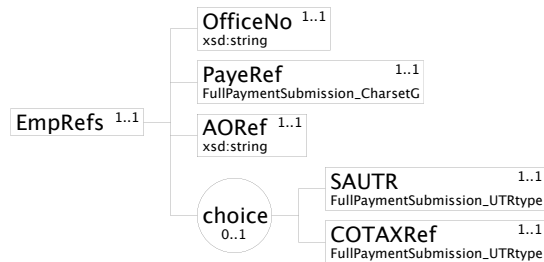 OfficeNo 1..1
xsd:string
PayeRef 1..1
FullPaymentSubmission_CharsetG
EmpRefs 1..1
AORef 1..1
xsd:string
choice
0..1
SAUTR 1..1
FullPaymentSubmission_UTRtype
COTAXRef 1..1
FullPaymentSubmission_UTRtype